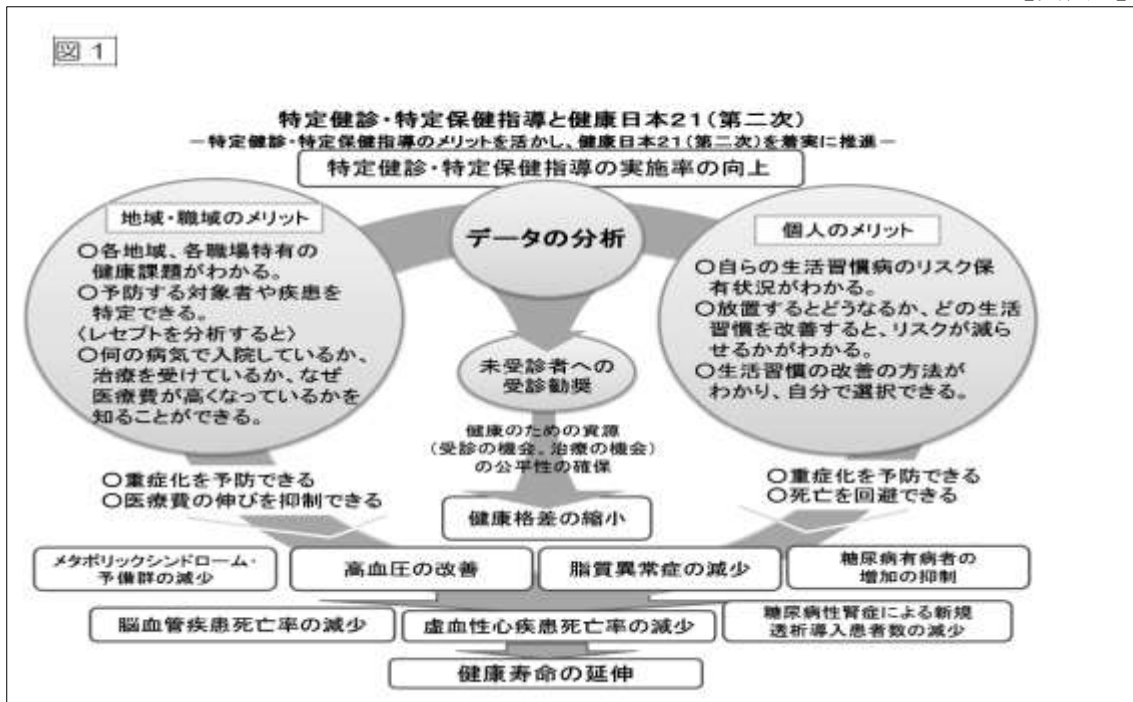 図 1
特定健診・特定保健指導と健康日本21（第二次）
－特定健診・特定保健指導のメリットを活かし、健康日本21（第二次）を着実に推進－
特定健診・特定保健指導の実施率の向上
データの分析
地域・職域のメリット
○各地域、各職場特有の
健康課題がわかる。
○予防する対象者や疾患を
特定できる。
〈レセプトを分析すると〉
○何の病気で入院しているか、
治療を受けているか、なぜ
医療費が高くなっているかを
知ることができる。
個人のメリット
○自らの生活習慣病のリスク保
有状況がわかる。
○放置するとどうなるか、どの生活
習慣を改善すると、リスクが減ら
せるかがわかる。
○生活習慣の改善の方法が
わかり、自分で選択できる。
未受診者への
受診勧奨
健康のための資源
（受診の機会、治療の機会）
の公平性の確保
○重症化を予防できる
○医療費の伸びを抑制できる
○重症化を予防できる
○死亡を回避できる
健康格差の縮小
メタボリックシンドローム・
予備群の減少
高血圧の改善
脂質異常症の減少
糖尿病有病者の
増加の抑制
脳血管疾患死亡率の減少
虚血性心疾患死亡率の減少
糖尿病性腎症による新規
透析導入患者数の減少
健康寿命の延伸